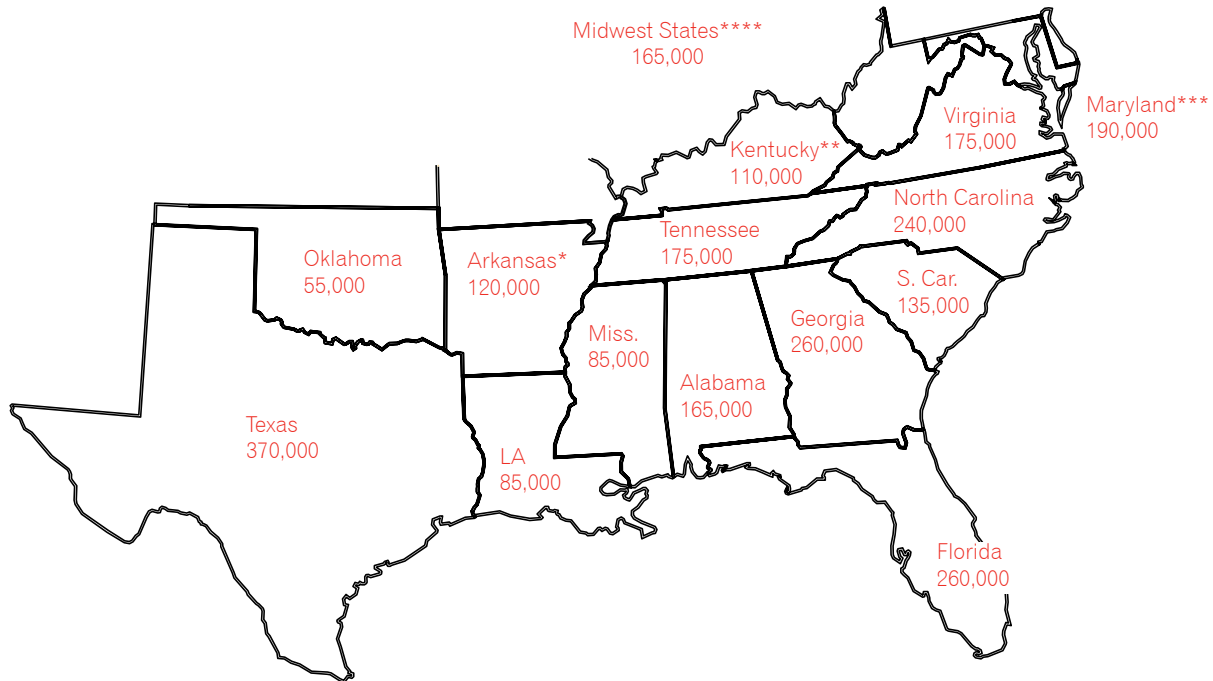 Midwest States****
165,000
Maryland***
190,000
Virginia
175,000
Kentucky**
110,000
North Carolina
240,000
Tennessee
175,000
Oklahoma
55,000
Arkansas*
120,000
S. Car.
135,000
Miss.
85,000
Georgia
260,000
Alabama
165,000
Texas
370,000
LA
85,000
Florida
260,000